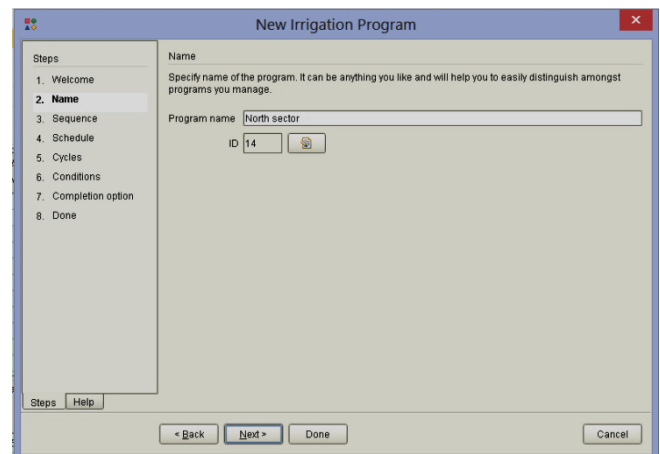 New Irrigation Program
Steps
1. Welcome
2. Name
3. Sequence
4. Schedule
5. Cycles
6. Conditions
7. Completion option
8. Done
Name
Specify name of the program. It can be anything you like and will help you to easily distinguish amongst
programs you manage.
Program name North sector
ID 14
Steps Help
< Back Next > Done Cancel